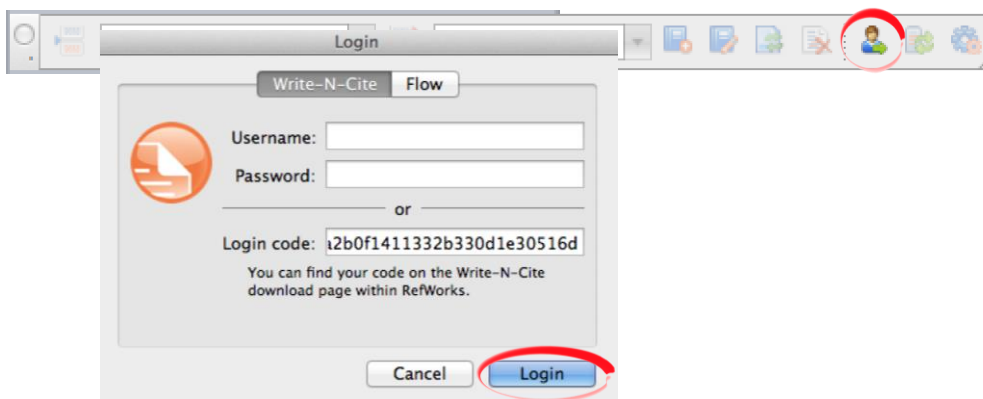 Login
Write-N-Cite Flow
Username:
Password:
or
Login code: a2b0f1411332b330d1e30516d
You can find your code on the Write-N-Cite
download page within RefWorks.
Cancel Login